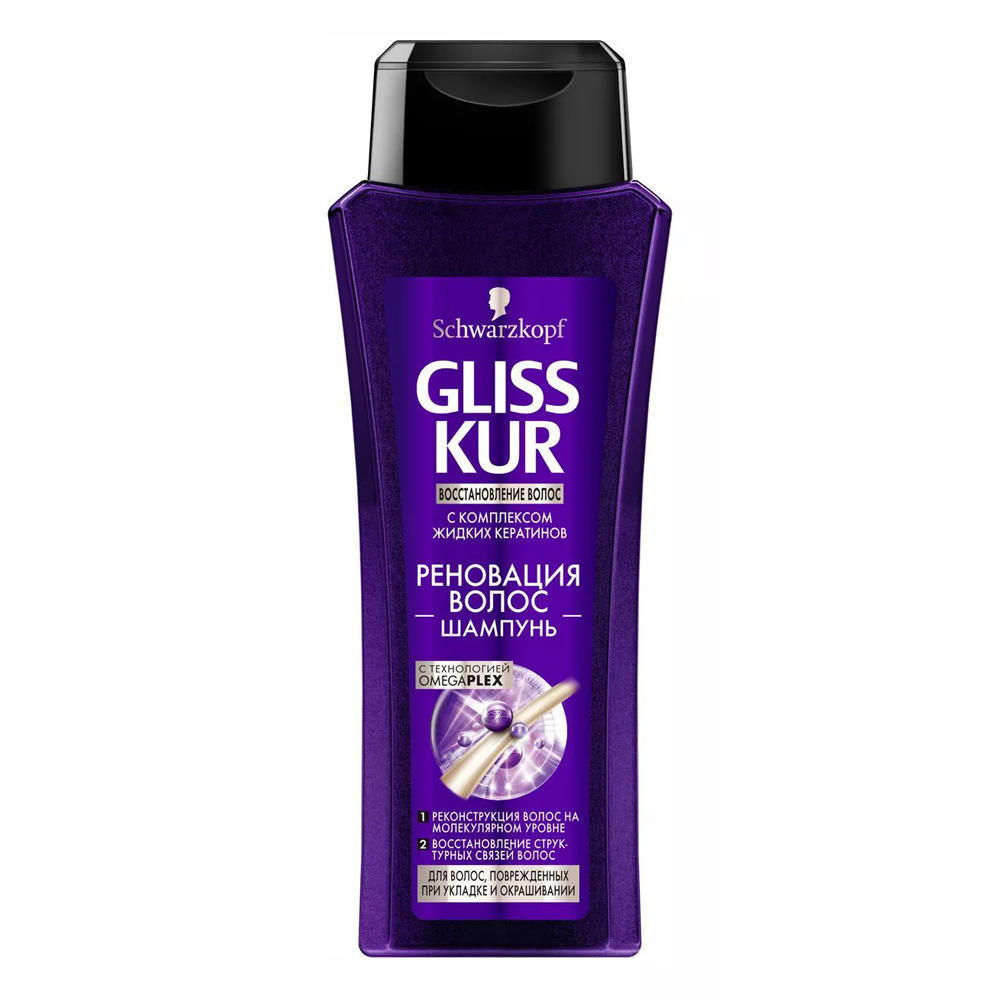 Schwarzkopf
GLISS
KUR
ВОССТАНОВЛЕНИЕ ВОЛОС
С КОМПЛЕКСОМ
ЖИДКИХ КЕРАТИНОВ
РЕНОВАЦИЯ
ВОЛОС
ШАМПУНЬ
С ТЕХНОЛОГИЕЙ
OMEGAPLEX
1 РЕКОНСТРУКЦИЯ ВОЛОС НА
МОЛЕКУЛЯРНОМ УРОВНЕ
2 ВОССТАНОВЛЕНИЕ СТРУК-
ТУРНЫХ СВЯЗЕЙ ВОЛОС
ДЛЯ ВОЛОС, ПОВРЕЖДЕННЫХ
ПРИ УКЛАДКЕ И ОКРАШИВАНИИ